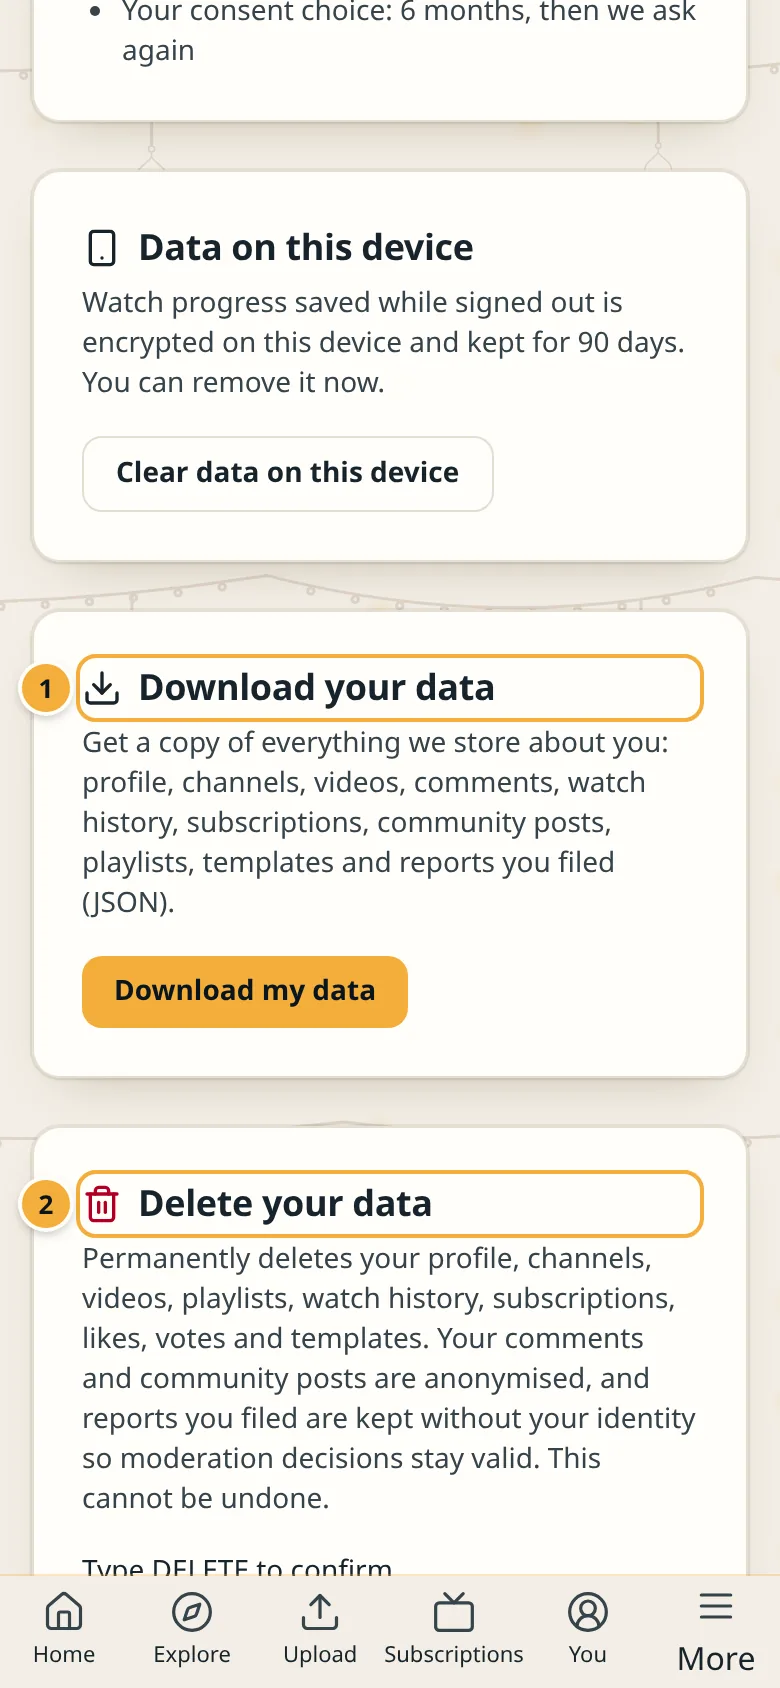 • Your consent choice: 6 months, then we ask
again
Data on this device
Watch progress saved while signed out is
encrypted on this device and kept for 90 days.
You can remove it now.
Clear data on this device
1
Download your data
Get a copy of everything we store about you:
profile, channels, videos, comments, watch
history, subscriptions, community posts,
playlists, templates and reports you filed
(JSON).
Download my data
2
Delete your data
Permanently deletes your profile, channels,
videos, playlists, watch history, subscriptions,
likes, votes and templates. Your comments
and community posts are anonymised, and
reports you filed are kept without your identity
so moderation decisions stay valid. This
cannot be undone.
Type DELETE to confirm
Home
Explore
Upload
Subscriptions
You
More